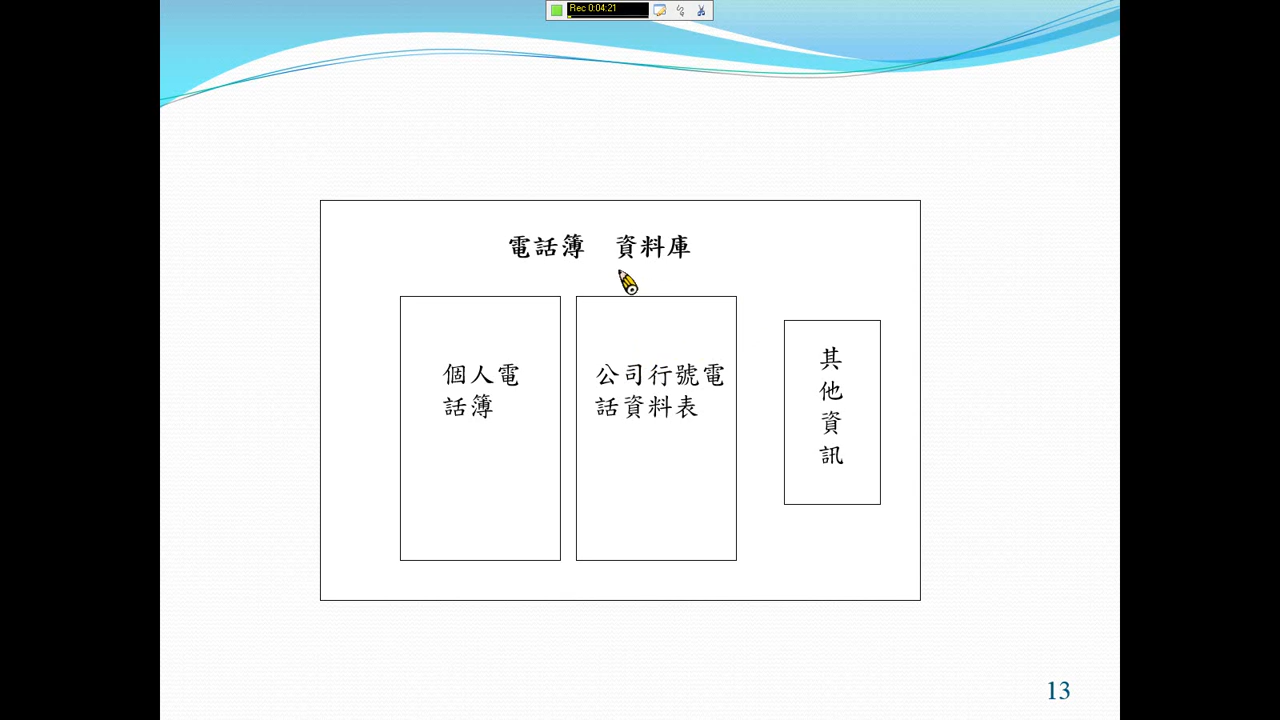 Rec 0:04:21
電話簿　資料庫
個人電
話簿
公司行號電
話資料表
其
他
資
訊
13